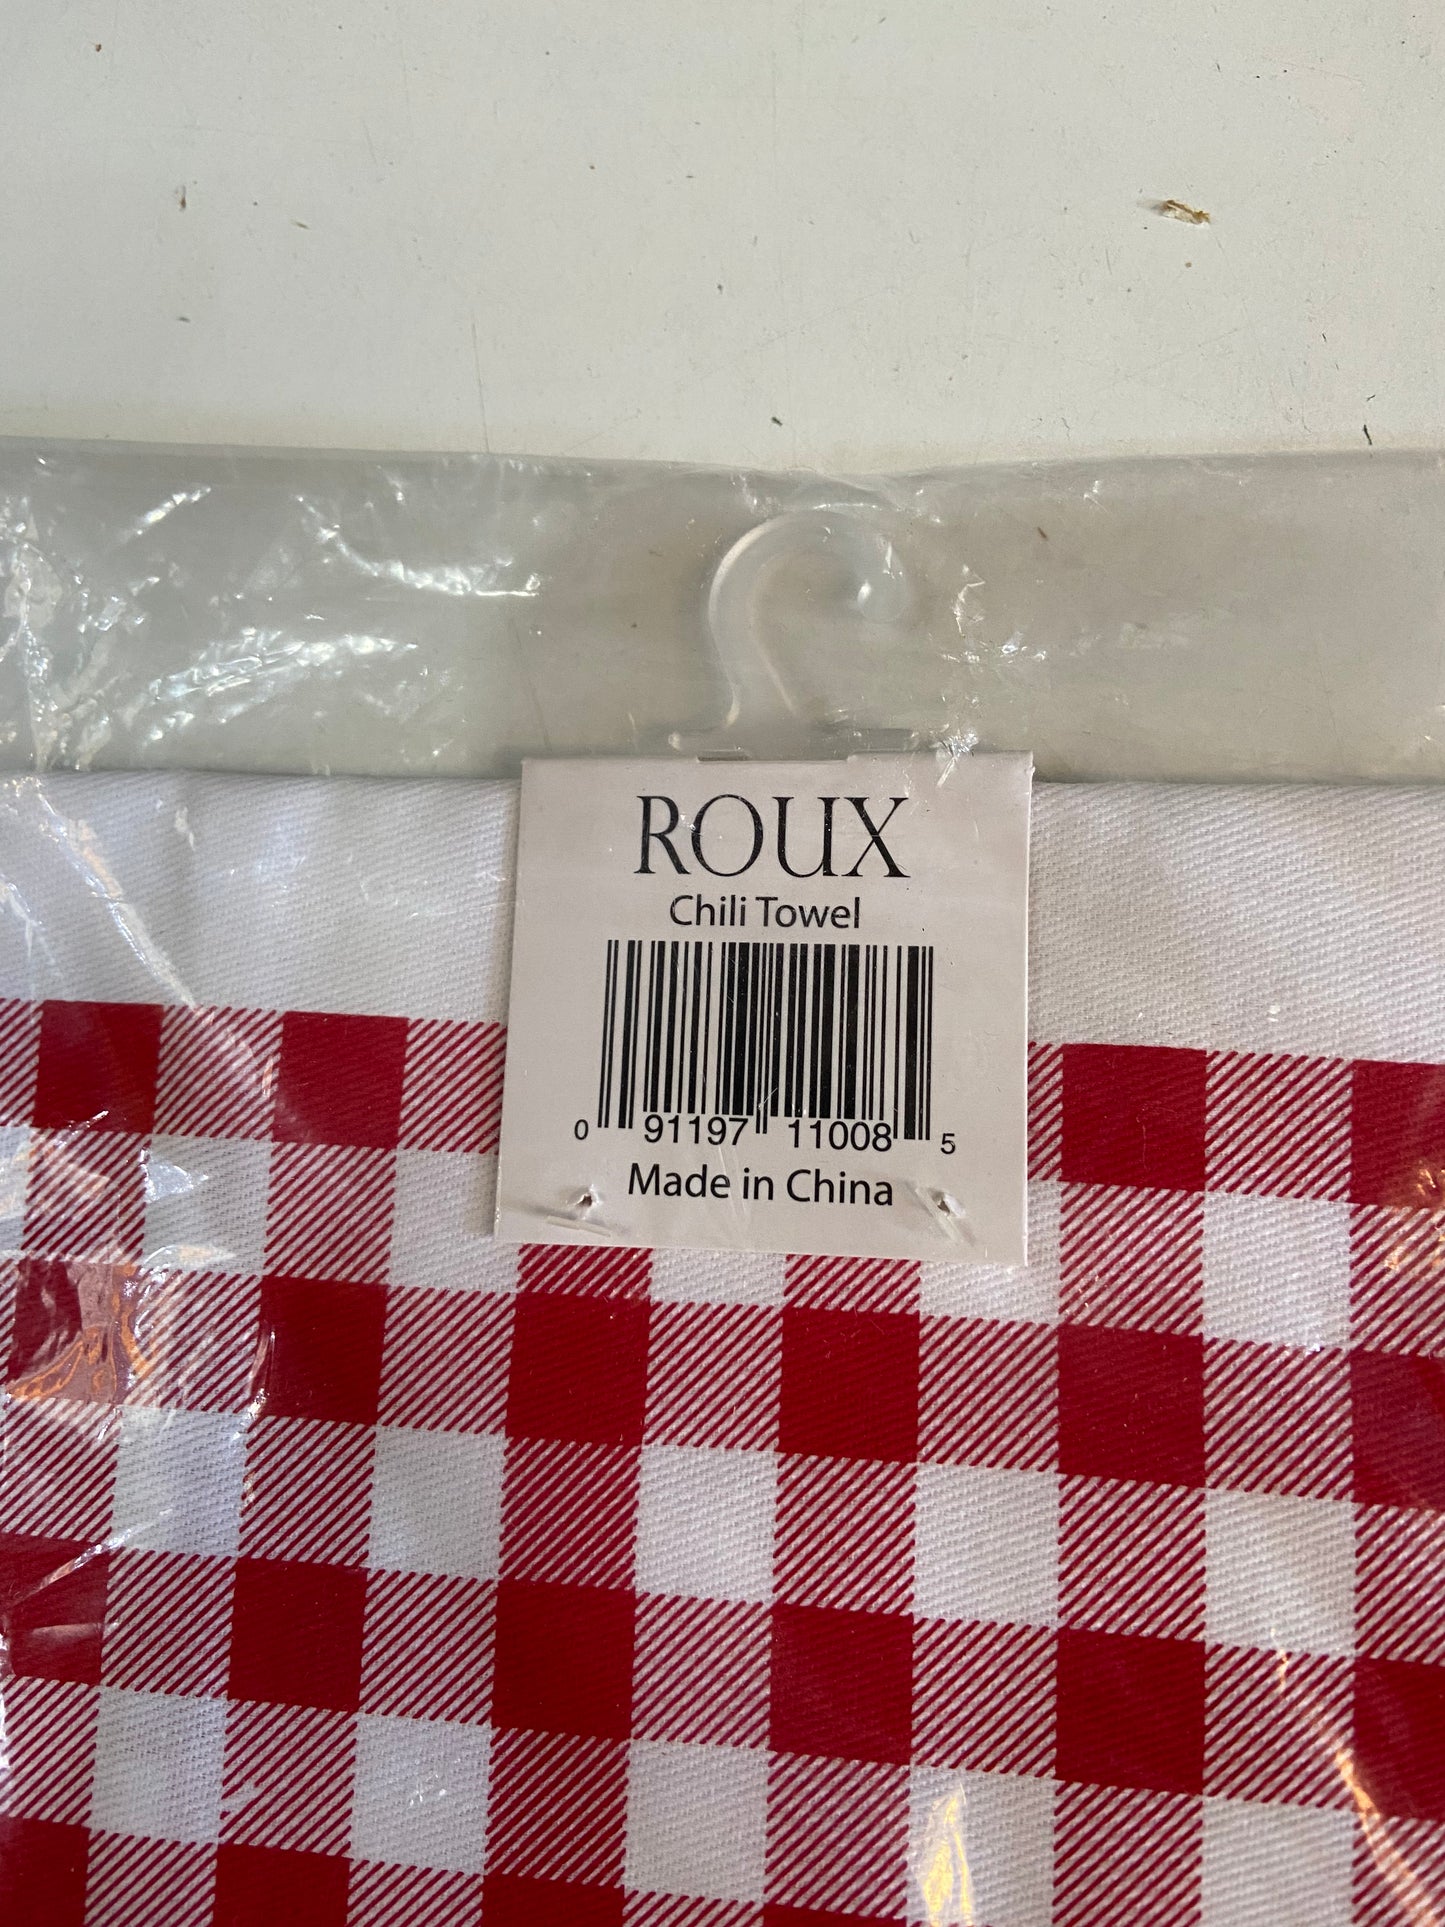 ROUX
Chili Towel
0 91197 11008 5
Made in China